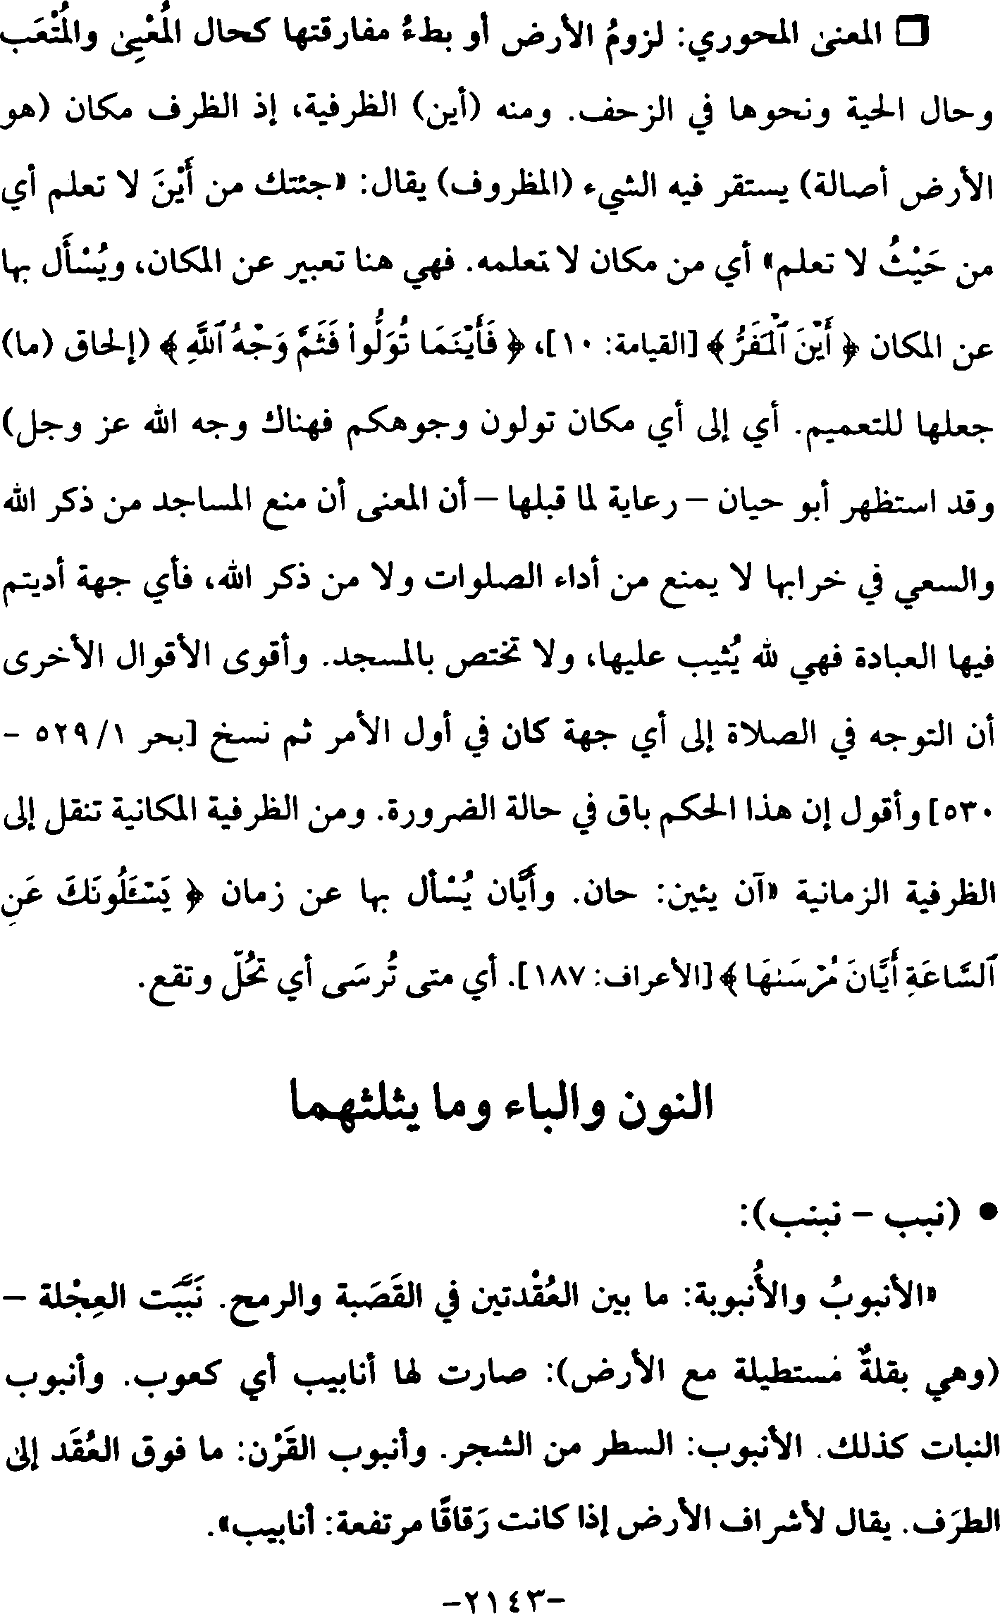 ❒ المعنىٰ المحوري: لزومُ الأرض أو بطءُ مفارقتها كحال المُعْيِىٰ والمُتْعَب
وحال الحية ونحوها في الزحف. ومنه (أين) الظرفية، إذ الظرف مكان (هو
الأرض أصالة) يستقر فيه الشيء (المظروف) يقال: «جئتك من أَيْنَ لا تعلم أي
من حَيْثُ لا تعلم» أي من مكان لا تعلمه. فهي هنا تعبير عن المكان، ويُسْأَل بها
عن المكان ﴿ أَيْنَ ٱلْمَفَرُّ ﴾ [القيامة: ١٠]، ﴿ فَأَيْنَمَا تُوَلُّوا۟ فَثَمَّ وَجْهُ ٱللَّهِ ﴾ (إلحاق (ما)
جعلها للتعميم. أي إلى أي مكان تولون وجوهكم فهناك وجه الله عز وجل)
وقد استظهر أبو حيان – رعاية لما قبلها – أن المعنى أن منع المساجد من ذكر الله
والسعي في خرابها لا يمنع من أداء الصلوات ولا من ذكر الله، فأي جهة أديتم
فيها العبادة فهي لله يُثيب عليها، ولا تختص بالمسجد. وأقوى الأقوال الأخرى
أن التوجه في الصلاة إلى أي جهة كان في أول الأمر ثم نسخ [بحر ١/ ٥٢٩ –
٥٣٠] وأقول إن هذا الحكم باق في حالة الضرورة. ومن الظرفية المكانية تنقل إلى
الظرفية الزمانية «آن يئين: حان. وأَيَّان يُسْأل بها عن زمان ﴿ يَسْـَٔلُونَكَ عَنِ
ٱلسَّاعَةِ أَيَّانَ مُرْسَىٰهَا ﴾ [الأعراف: ١٨٧]. أي متى تُرسَى أي تحُلّ وتقع.
النون والباء وما يثلثهما
• (نبب – نبنب):
«الأنبوبُ والأُنبوبة: ما بين العُقْدتين في القَصَبة والرمح. نَبَّبَت العِجْلة –
(وهي بقلةٌ مستطيلة مع الأرض): صارت لها أنابيب أي كعوب. وأنبوب
النبات كذلك. الأنبوب: السطر من الشجر. وأنبوب القَرْن: ما فوق العُقَد إلى
الطرَف. يقال لأشراف الأرض إذا كانت رَقاقًا مرتفعة: أنابيب».
-٢١٤٣-